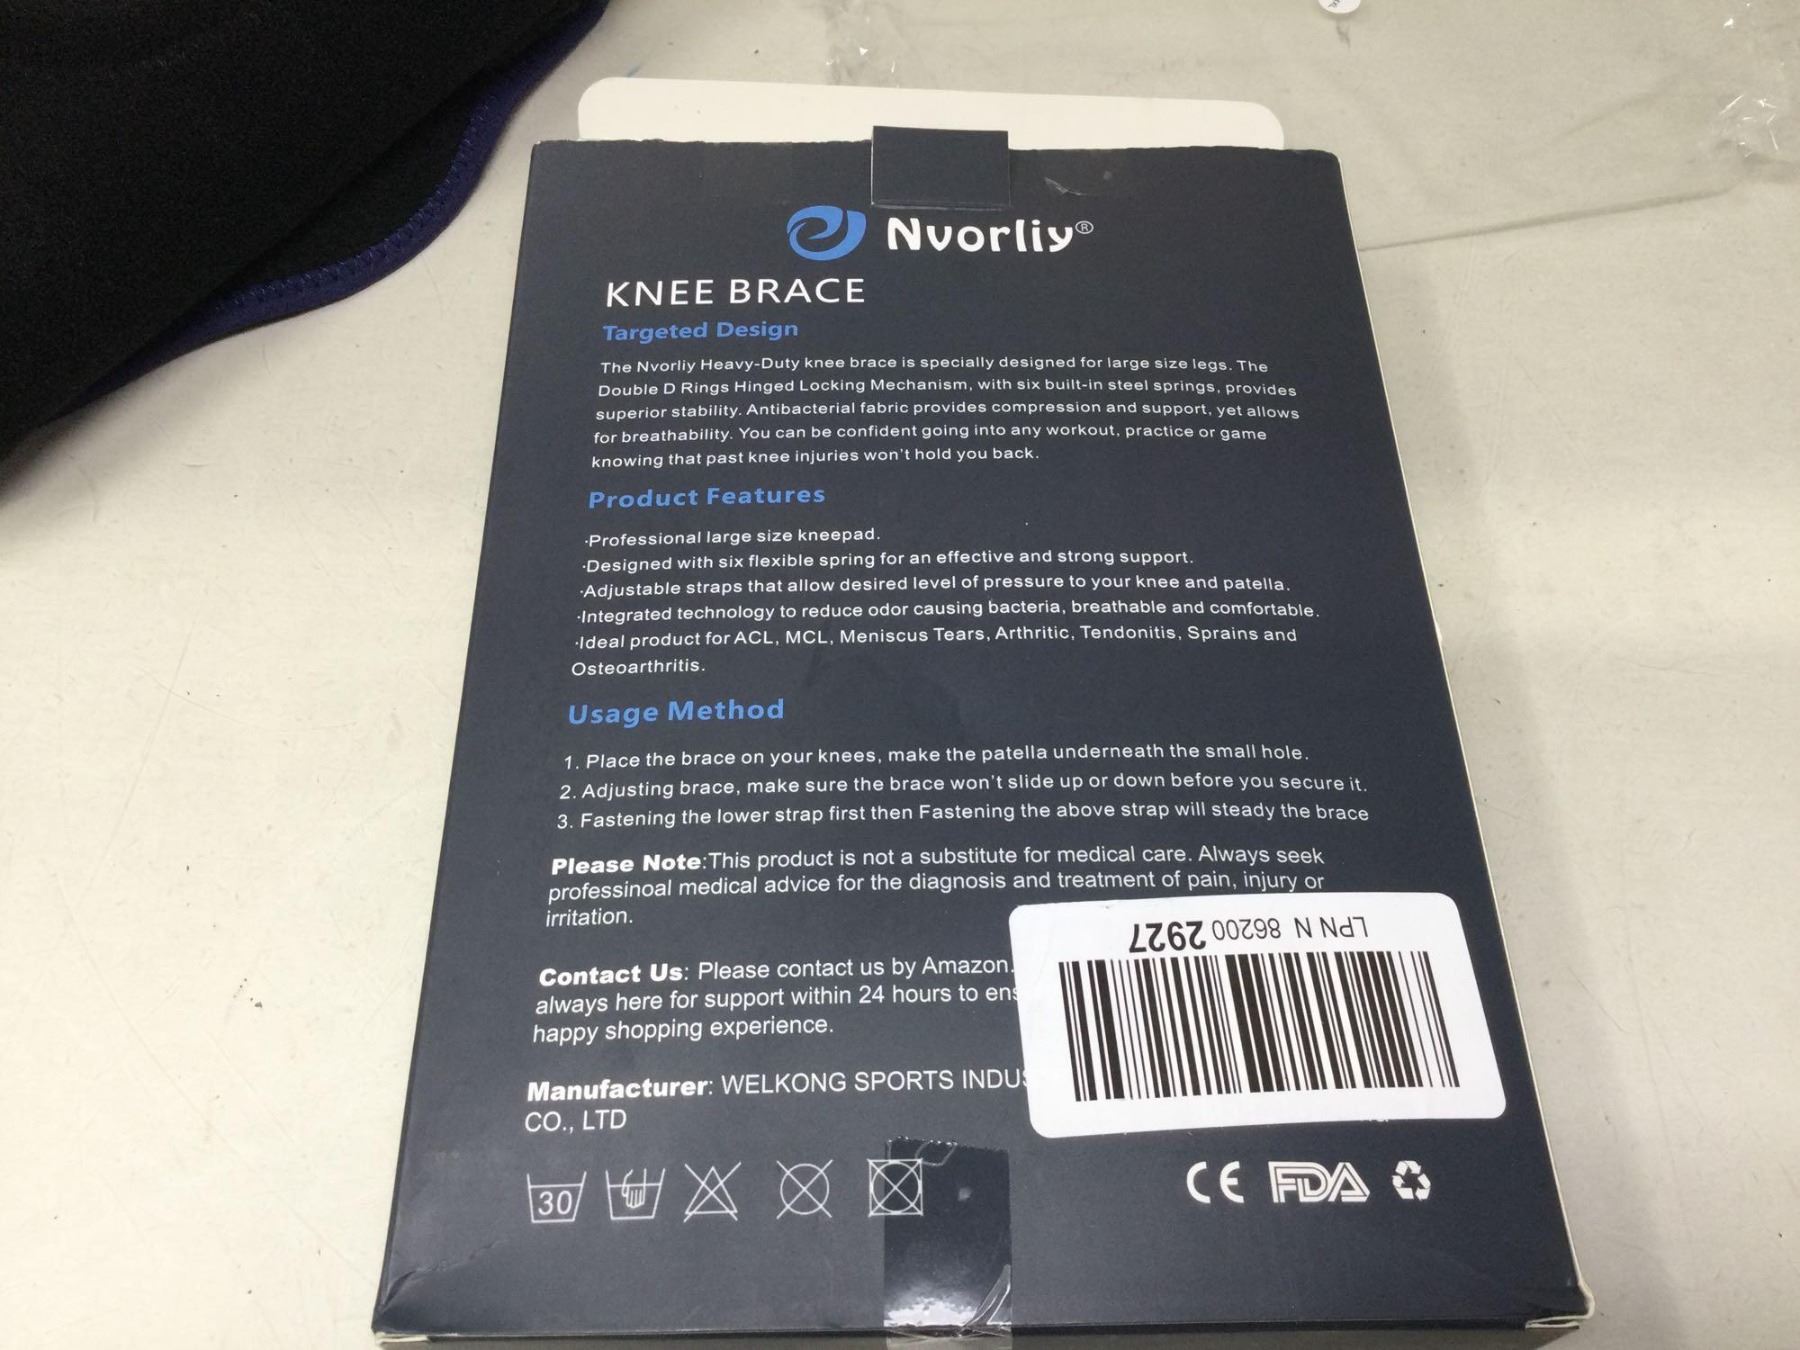 Nvorliy®
KNEE BRACE
Targeted Design
The Nvorliy Heavy-Duty knee brace is specially designed for large size legs. The
Double D Rings Hinged Locking Mechanism, with six built-in steel springs, provides
superior stability. Antibacterial fabric provides compression and support, yet allows
for breathability. You can be confident going into any workout, practice or game
knowing that past knee injuries won't hold you back.
Product Features
·Professional large size kneepad.
·Designed with six flexible spring for an effective and strong support.
·Adjustable straps that allow desired level of pressure to your knee and patella.
·Integrated technology to reduce odor causing bacteria, breathable and comfortable.
·Ideal product for ACL, MCL, Meniscus Tears, Arthritic, Tendonitis, Sprains and
Osteoarthritis.
Usage Method
1. Place the brace on your knees, make the patella underneath the small hole.
2. Adjusting brace, make sure the brace won't slide up or down before you secure it.
3. Fastening the lower strap first then Fastening the above strap will steady the brace
Please Note:This product is not a substitute for medical care. Always seek
professinoal medical advice for the diagnosis and treatment of pain, injury or
irritation.
LPN N 86200 2927
Contact Us: Please contact us by Amazon.
always here for support within 24 hours to ens
happy shopping experience.
Manufacturer: WELKONG SPORTS INDUS
CO., LTD
30
CE FDA